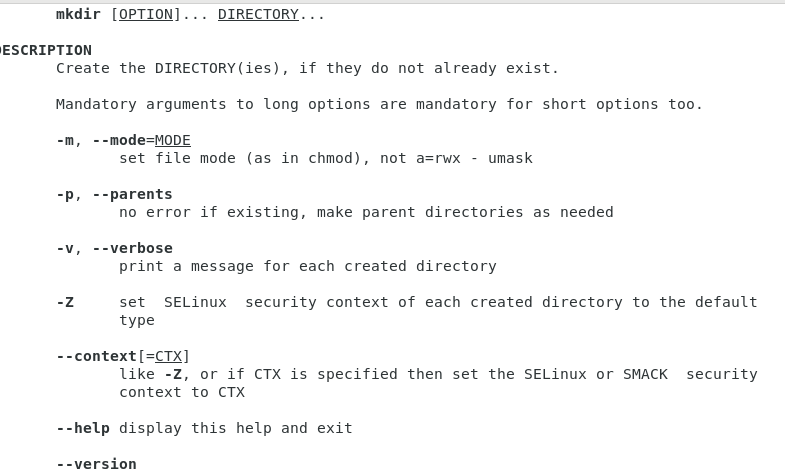 mkdir [OPTION]... DIRECTORY...
DESCRIPTION
Create the DIRECTORY(ies), if they do not already exist.
Mandatory arguments to long options are mandatory for short options too.
-m, --mode=MODE
set file mode (as in chmod), not a=rwx - umask
-p, --parents
no error if existing, make parent directories as needed
-v, --verbose
print a message for each created directory
-Z     set  SELinux  security context of each created directory to the default
type
--context[=CTX]
like -Z, or if CTX is specified then set the SELinux or SMACK  security
context to CTX
--help display this help and exit
--version